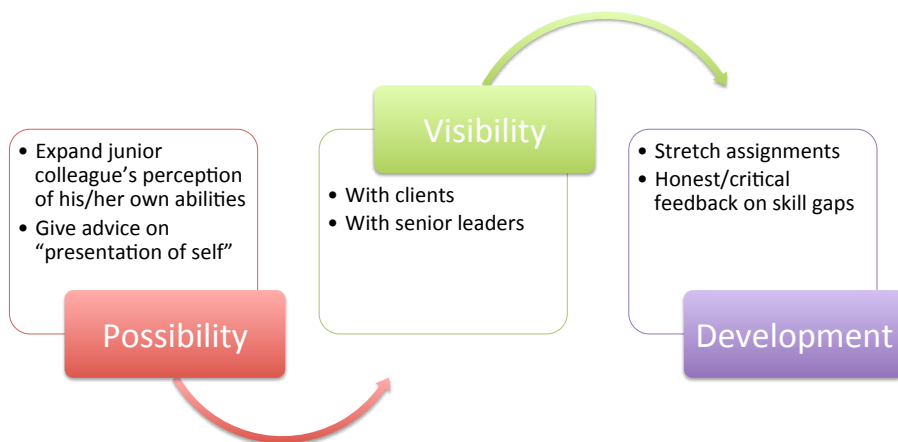 • Expand junior
colleague’s perception
of his/her own abilities
• Give advice on
“presentation of self”
Possibility
Visibility
• With clients
• With senior leaders
• Stretch assignments
• Honest/critical
feedback on skill gaps
Development